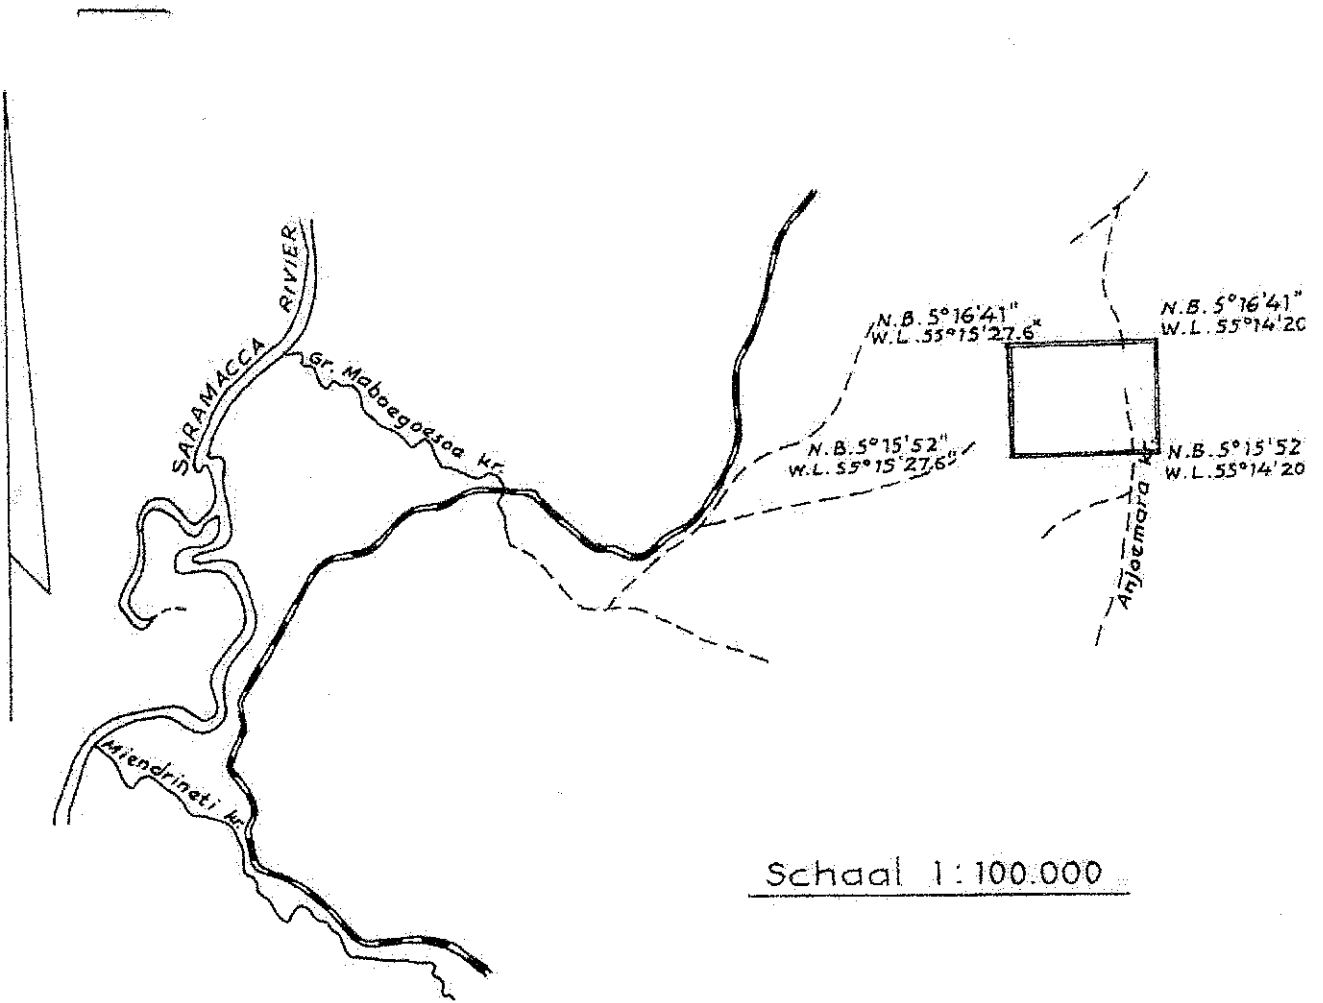 SARAMACCA RIVIER
Gr. Maboegoesoa kr.
N.B. 5°16'41"
W.L. 55°15'27.6"
N.B. 5°16'41"
W.L. 55°14'20
N.B. 5°15'52"
W.L. 55°15'27.6"
N.B. 5°15'52
W.L. 55°14'20
Anjoemara kr.
Miendrineti kr.
Schaal 1:100.000